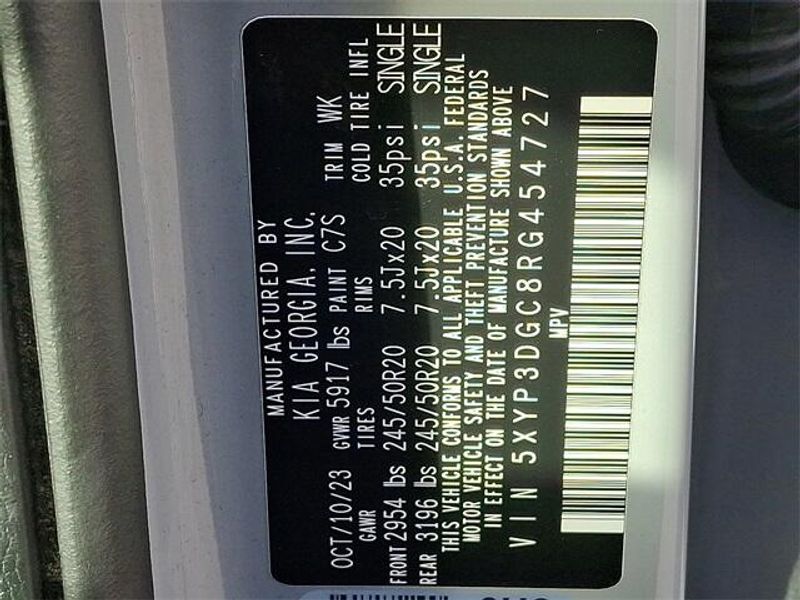 MANUFACTURED BY
KIA GEORGIA, INC.
OCT/10/23 GVWR 5917 lbs PAINT C7S TRIM WK
GAWR TIRES RIMS COLD TIRE INFL
FRONT 2954 lbs 245/50R20 7.5Jx20 35psi SINGLE
REAR 3196 lbs 245/50R20 7.5Jx20 35psi SINGLE
THIS VEHICLE CONFORMS TO ALL APPLICABLE U.S.A. FEDERAL
MOTOR VEHICLE SAFETY AND THEFT PREVENTION STANDARDS
IN EFFECT ON THE DATE OF MANUFACTURE SHOWN ABOVE
VIN 5XYP3DGC8RG454727
MPV